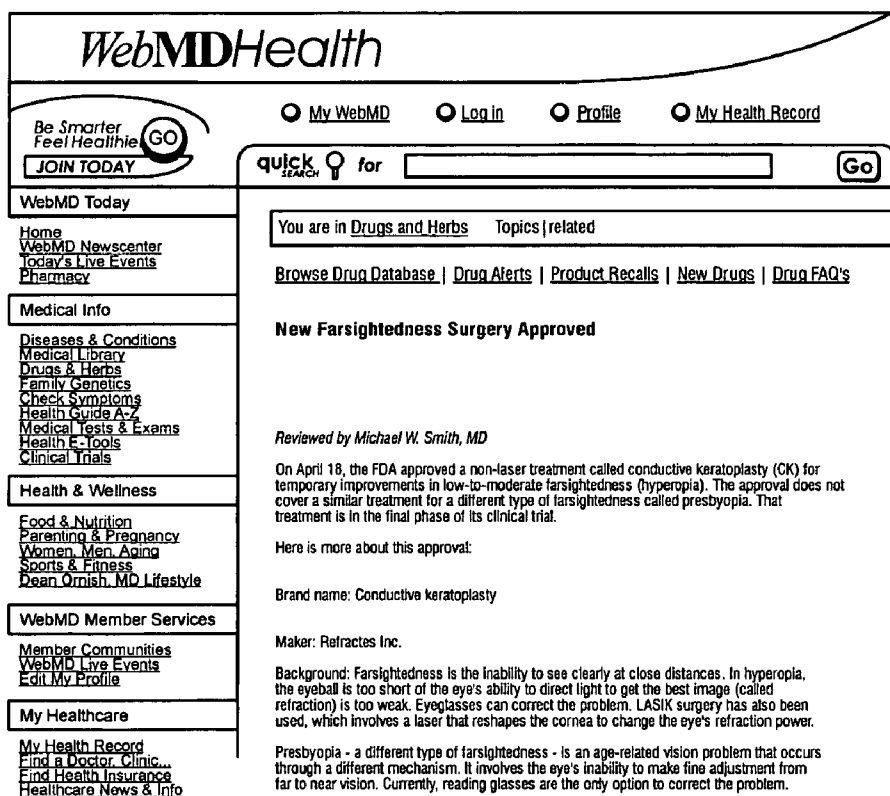 WebMDHealth
Be Smarter
Feel Healthie
GO
JOIN TODAY
My WebMD
Log in
Profile
My Health Record
quick SEARCH for
Go
WebMD Today
Home
WebMD Newscenter
Today's Live Events
Pharmacy
Medical Info
Diseases & Conditions
Medical Library
Drugs & Herbs
Family Genetics
Check Symptoms
Health Guide A-Z
Medical Tests & Exams
Health E-Tools
Clinical Trials
Health & Wellness
Food & Nutrition
Parenting & Pregnancy
Women, Men, Aging
Sports & Fitness
Dean Ornish, MD Lifestyle
WebMD Member Services
Member Communities
WebMD Live Events
Edit My Profile
My Healthcare
My Health Record
Find a Doctor, Clinic...
Find Health Insurance
Healthcare News & Info
You are in Drugs and Herbs Topics|related
Browse Drug Database | Drug Alerts | Product Recalls | New Drugs | Drug FAQ's
New Farsightedness Surgery Approved
Reviewed by Michael W. Smith, MD
On April 18, the FDA approved a non-laser treatment called conductive keratoplasty (CK) for
temporary improvements in low-to-moderate farsightedness (hyperopia). The approval does not
cover a similar treatment for a different type of farsightedness called presbyopia. That
treatment is in the final phase of its clinical trial.
Here is more about this approval:
Brand name: Conductive keratoplasty
Maker: Refractes Inc.
Background: Farsightedness is the inability to see clearly at close distances. In hyperopia,
the eyeball is too short of the eye's ability to direct light to get the best image (called
refraction) is too weak. Eyeglasses can correct the problem. LASIK surgery has also been
used, which involves a laser that reshapes the cornea to change the eye's refraction power.
Presbyopia - a different type of farsightedness - is an age-related vision problem that occurs
through a different mechanism. It involves the eye's inability to make fine adjustment from
far to near vision. Currently, reading glasses are the only option to correct the problem.